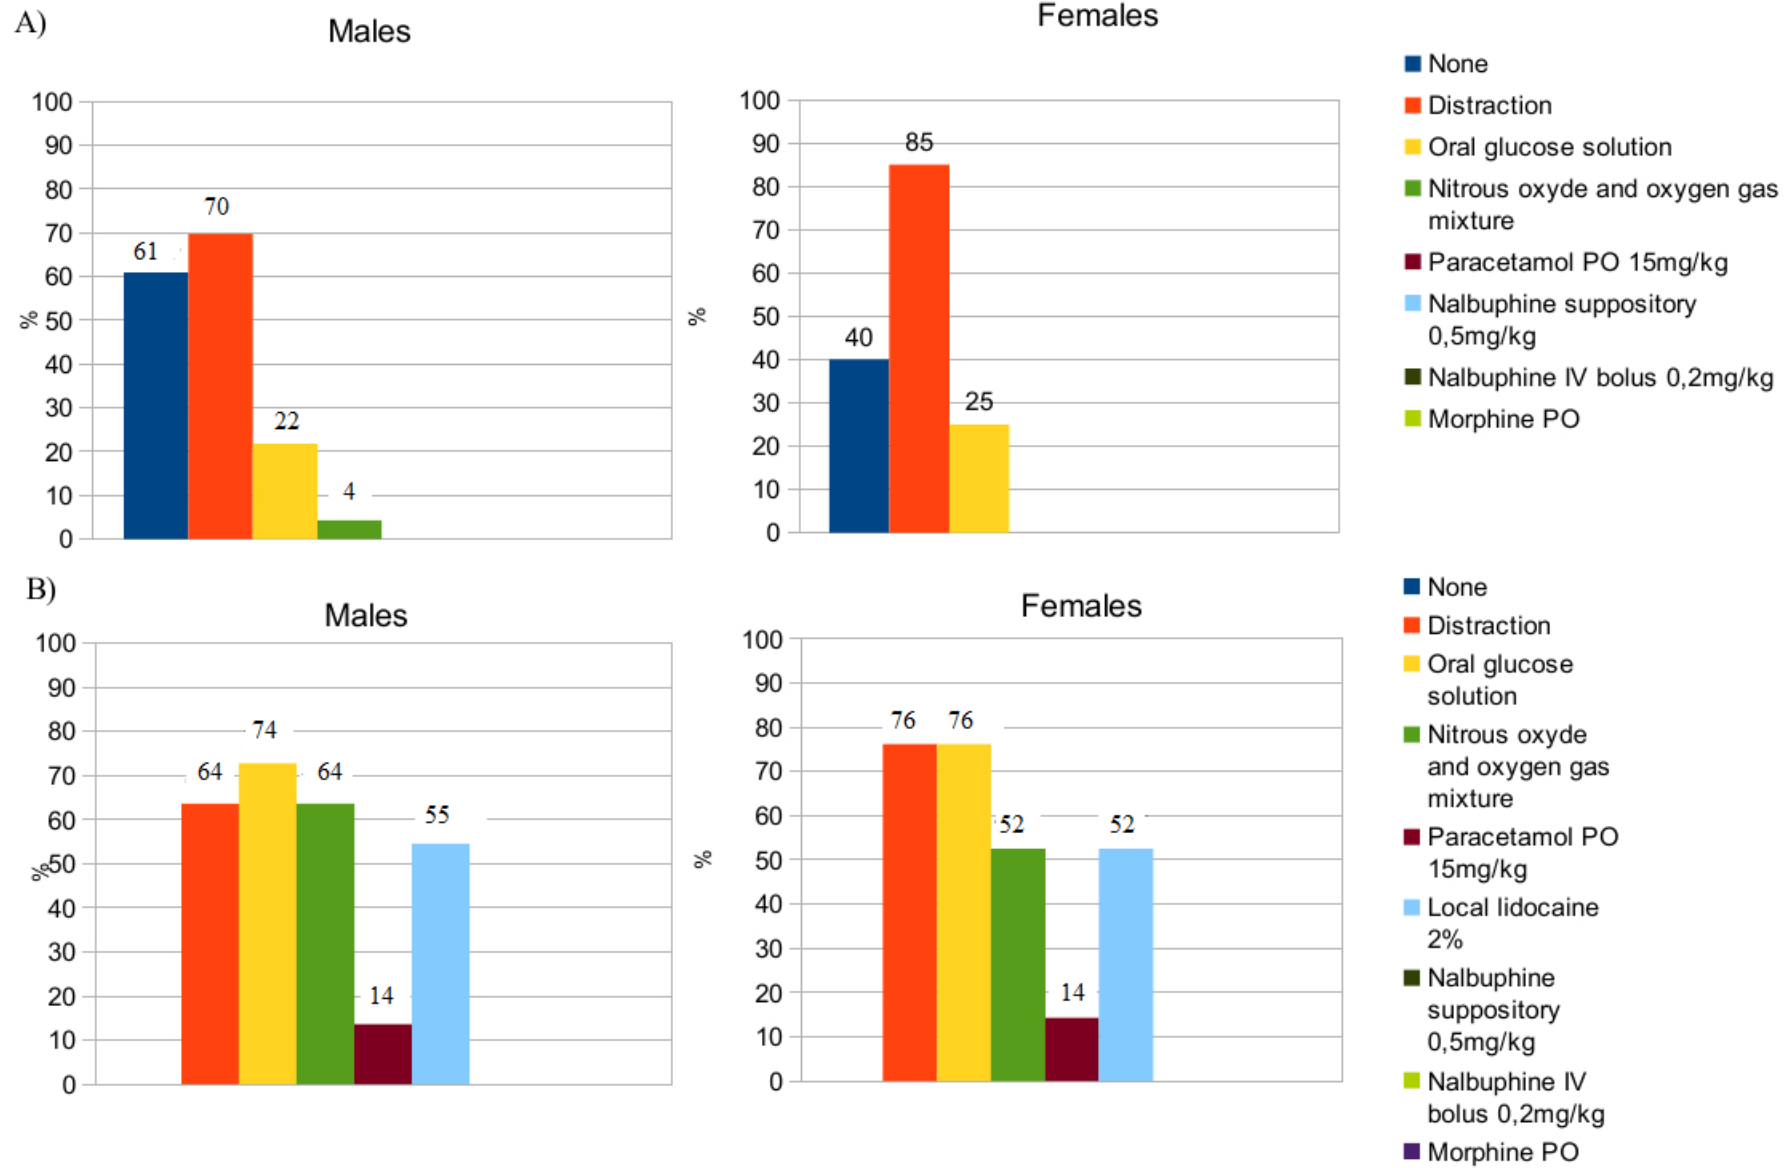 A)
Males
Females
100
90
80
70
60
50
40
30
20
10
0
%
61
70
22
4
100
90
80
70
60
50
40
30
20
10
0
%
40
85
25
None
Distraction
Oral glucose solution
Nitrous oxyde and oxygen gas
mixture
Paracetamol PO 15mg/kg
Nalbuphine suppository
0,5mg/kg
Nalbuphine IV bolus 0,2mg/kg
Morphine PO
B)
Males
Females
100
90
80
70
60
50
40
30
20
10
0
%
64
74
64
14
55
100
90
80
70
60
50
40
30
20
10
0
%
76
76
52
14
52
None
Distraction
Oral glucose
solution
Nitrous oxyde
and oxygen gas
mixture
Paracetamol PO
15mg/kg
Local lidocaine
2%
Nalbuphine
suppository
0,5mg/kg
Nalbuphine IV
bolus 0,2mg/kg
Morphine PO